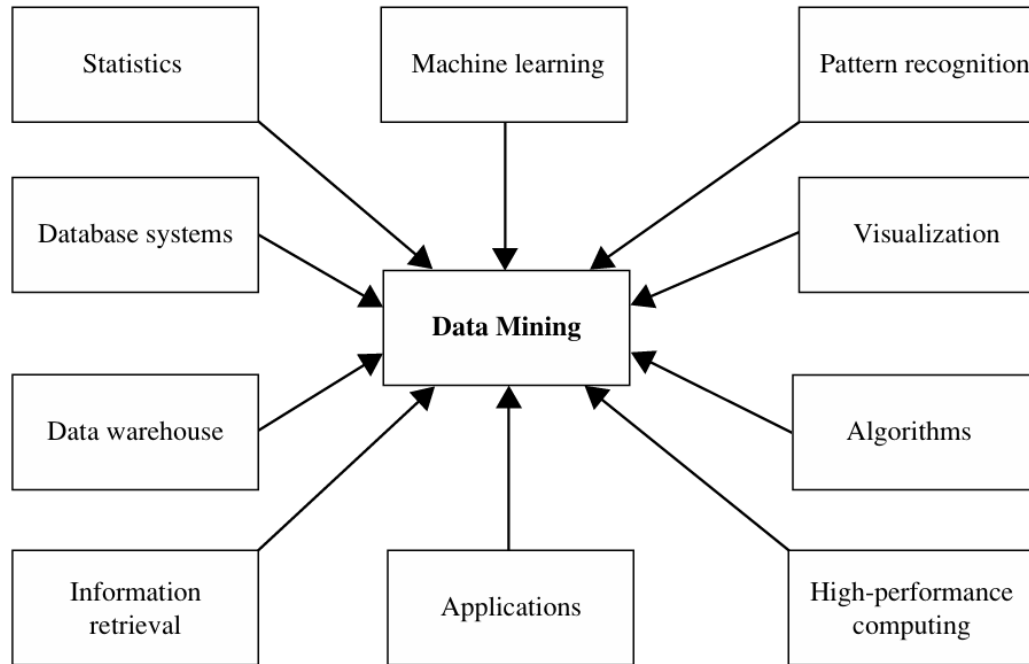 Statistics
Machine learning
Pattern recognition
Database systems
Visualization
Data Mining
Data warehouse
Algorithms
Information
retrieval
Applications
High-performance
computing